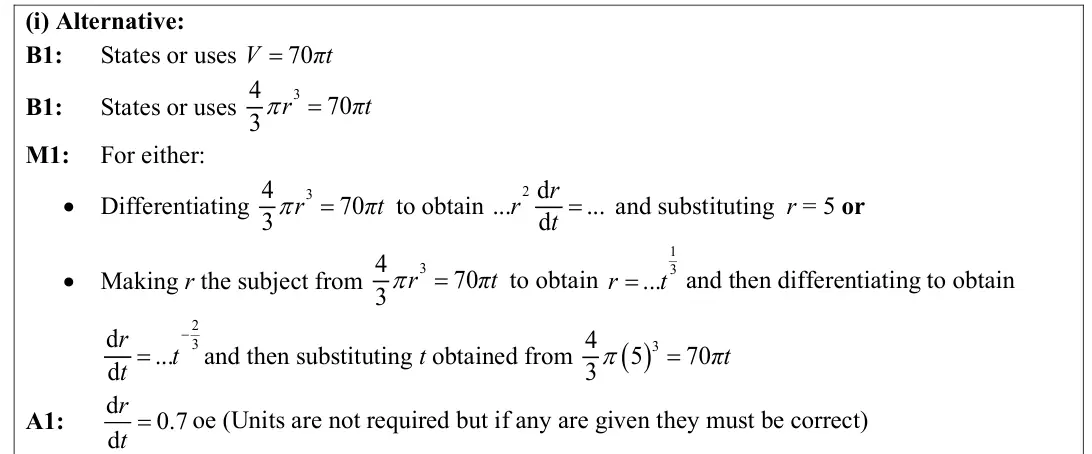 (i) Alternative:
B1: States or uses V = 70πt
B1: States or uses 4/3 πr³ = 70πt
M1: For either:
• Differentiating 4/3 πr³ = 70πt to obtain ...r² dr/dt = ... and substituting r = 5 or
• Making r the subject from 4/3 πr³ = 70πt to obtain r = ...t^(1/3) and then differentiating to obtain
dr/dt = ...t^(-2/3) and then substituting t obtained from 4/3 π(5)³ = 70πt
A1: dr/dt = 0.7 oe (Units are not required but if any are given they must be correct)